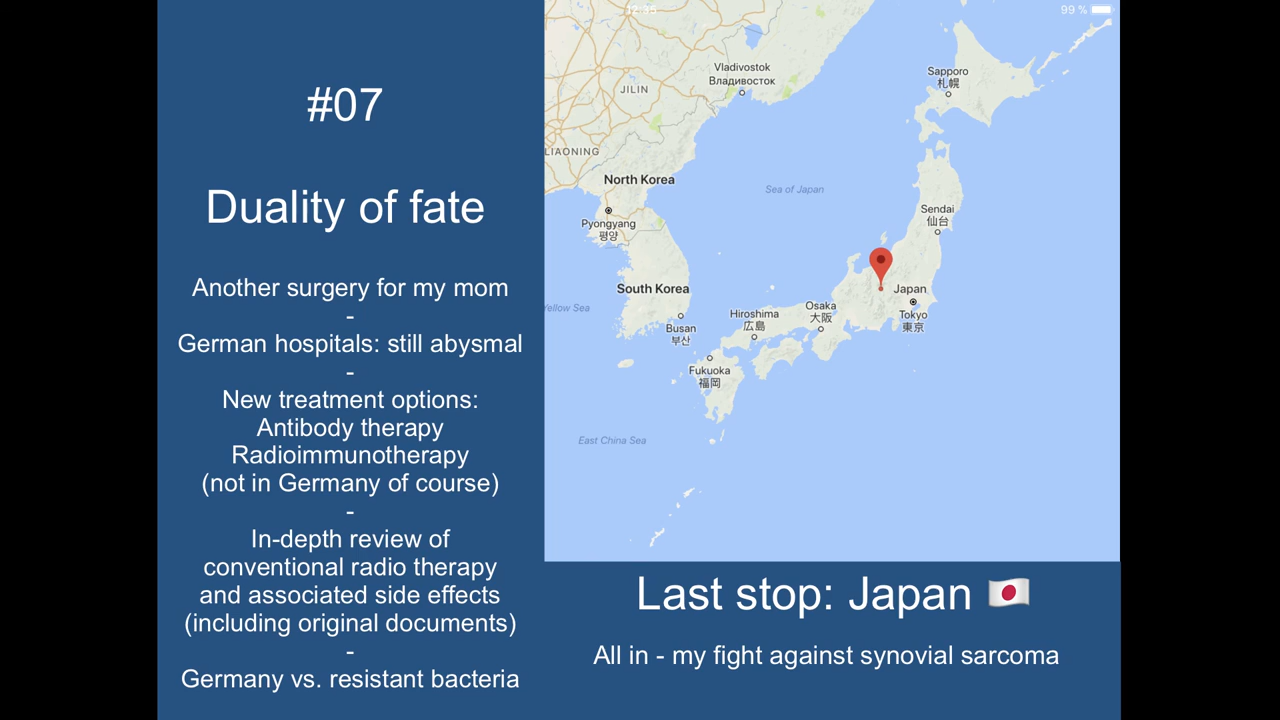 #07
Duality of fate
Another surgery for my mom
-
German hospitals: still abysmal
-
New treatment options:
Antibody therapy
Radioimmunotherapy
(not in Germany of course)
-
In-depth review of
conventional radio therapy
and associated side effects
(including original documents)
-
Germany vs. resistant bacteria
12:35
99 %
Vladivostok
Владивосток
Sapporo
札幌
JILIN
LIAONING
North Korea
Sea of Japan
Pyongyang
평양
Sendai
仙台
South Korea
Japan
Yellow Sea
Osaka
大阪
Hiroshima
広島
Tokyo
東京
Busan
부산
Fukuoka
福岡
East China Sea
Last stop: Japan 🇯🇵
All in - my fight against synovial sarcoma